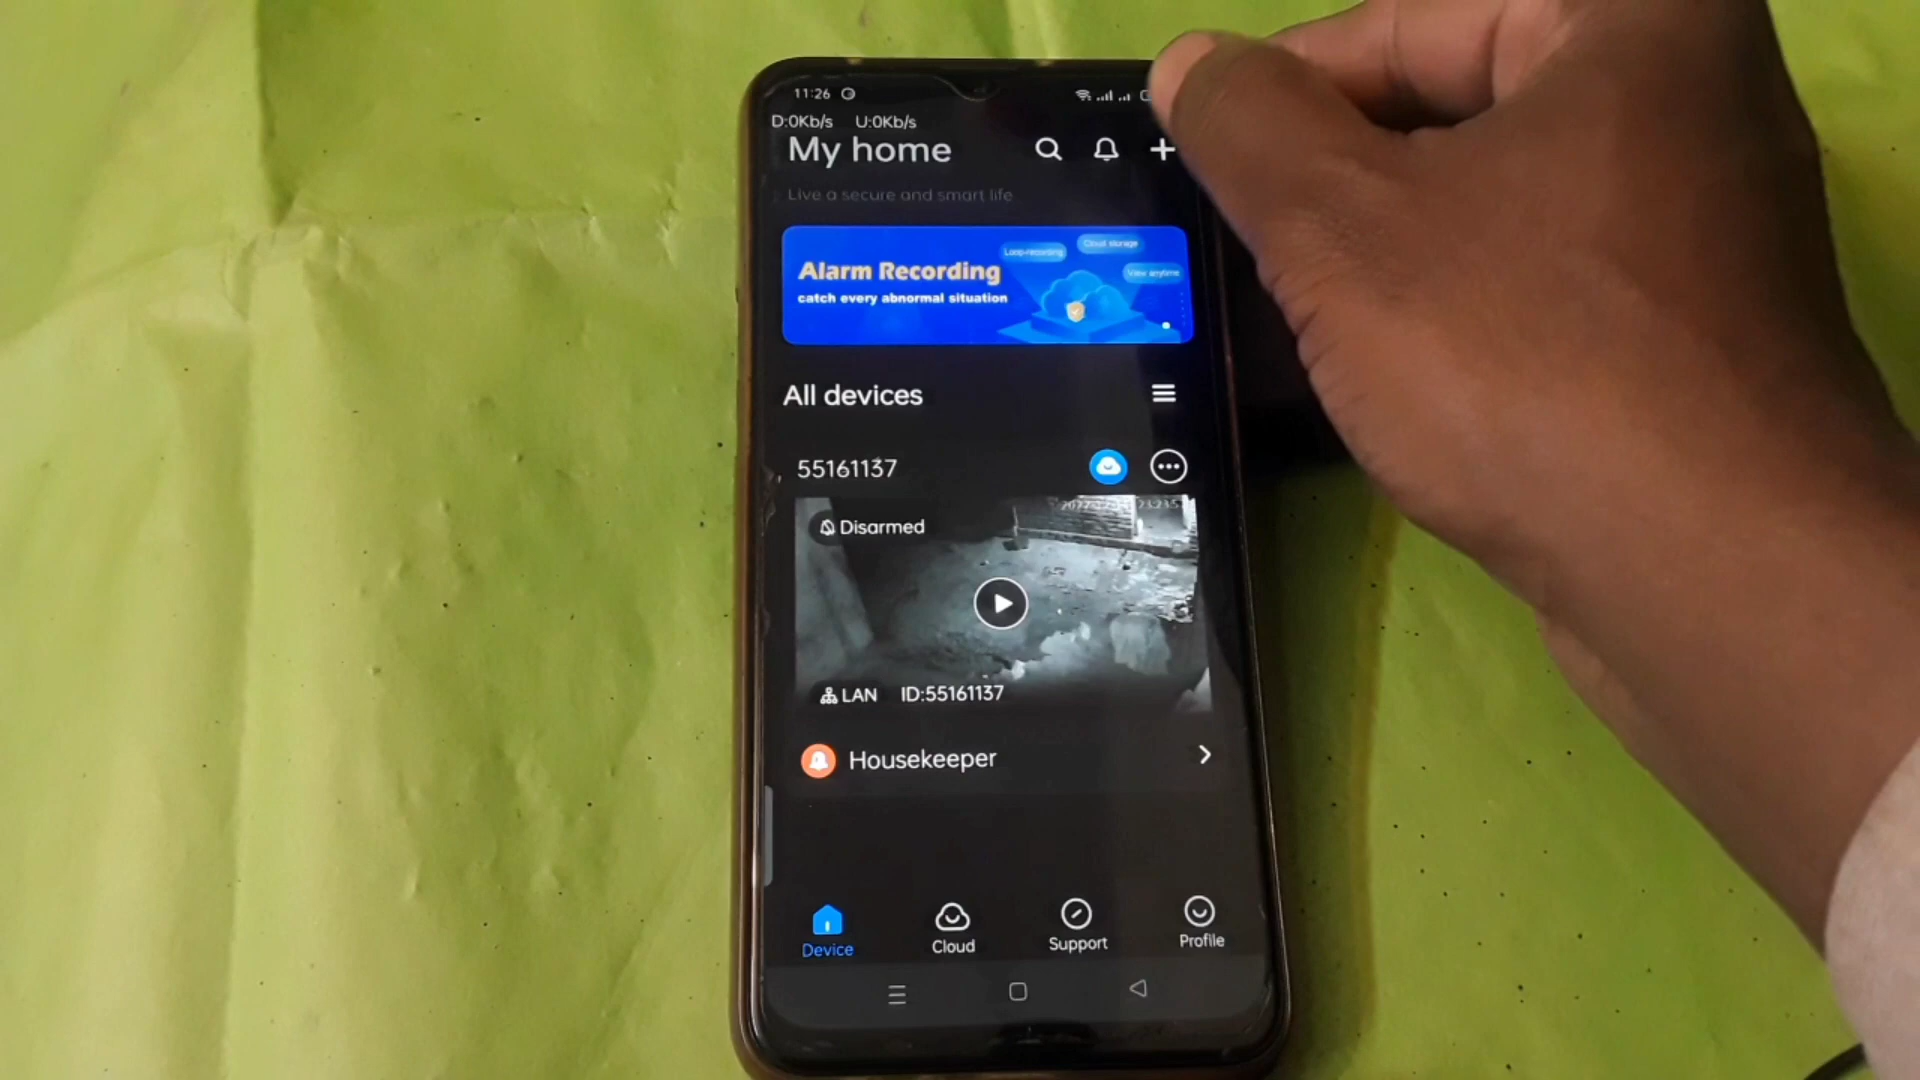 11:26
D:0Kb/s U:0Kb/s
My home
Live a secure and smart life
Cloud storage
Loop-recording
Alarm Recording
View anytime
catch every abnormal situation
All devices
55161137
Disarmed
LAN ID:55161137
Housekeeper
Device
Cloud
Support
Profile